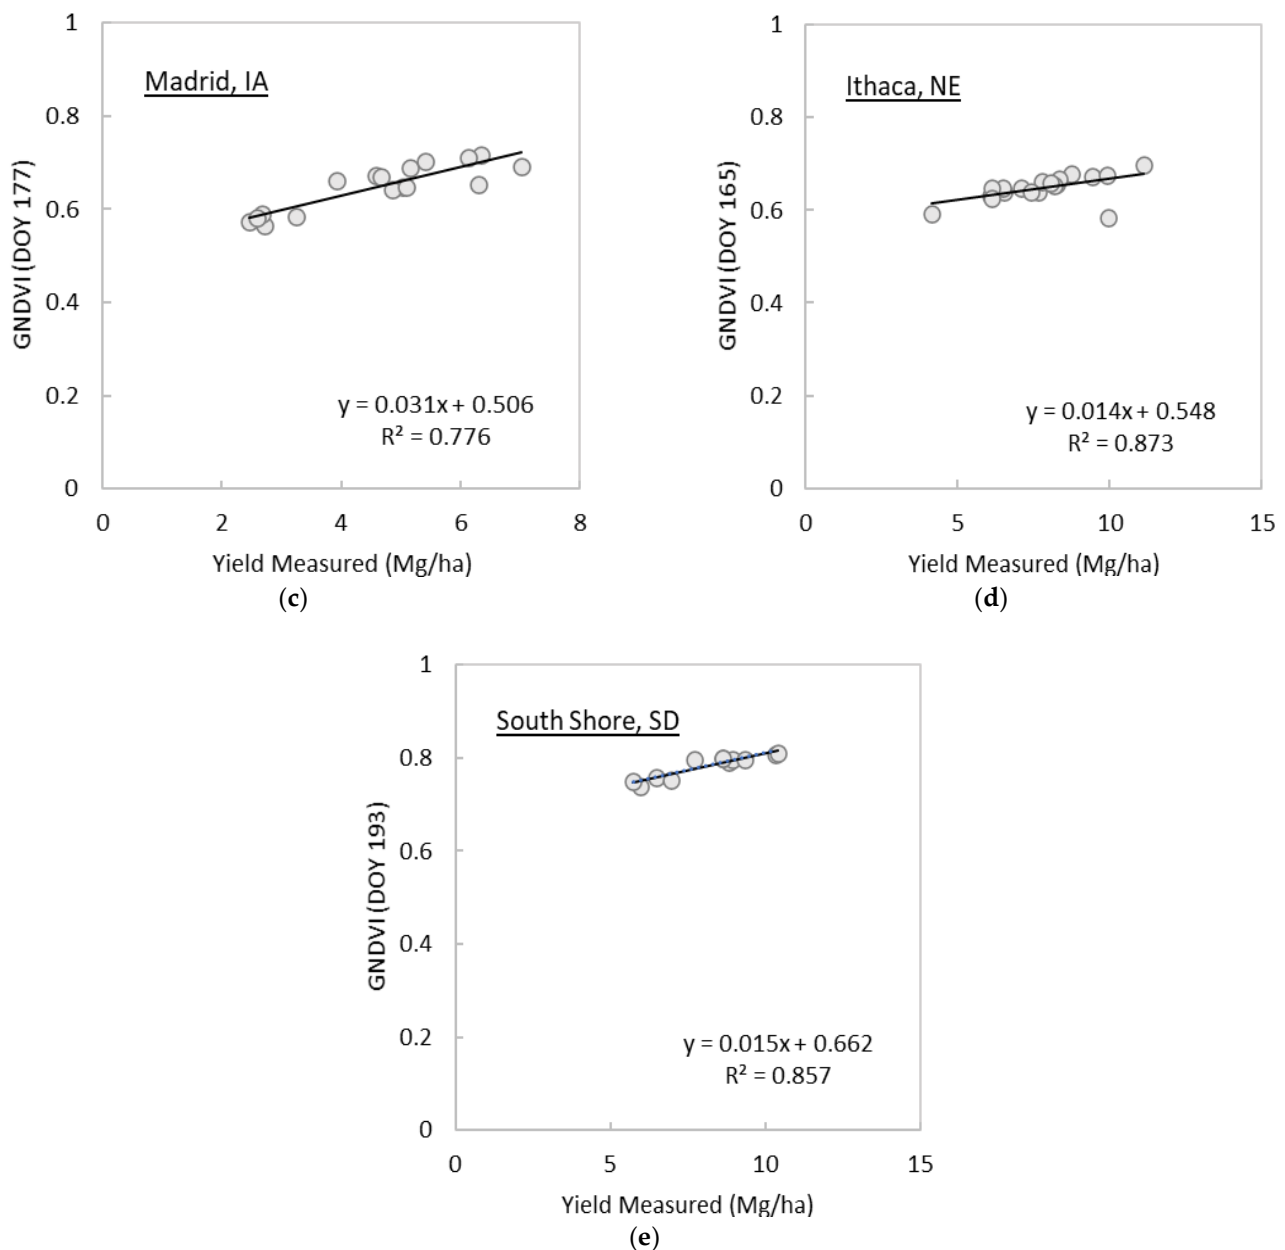 1
0.8
0.6
0.4
0.2
0
GNDVI (DOY 177)
Madrid, IA
y = 0.031x + 0.506
R² = 0.776
0 2 4 6 8
Yield Measured (Mg/ha)
(c)
1
0.8
0.6
0.4
0.2
0
GNDVI (DOY 165)
Ithaca, NE
y = 0.014x + 0.548
R² = 0.873
0 5 10 15
Yield Measured (Mg/ha)
(d)
1
0.8
0.6
0.4
0.2
0
GNDVI (DOY 193)
South Shore, SD
y = 0.015x + 0.662
R² = 0.857
0 5 10 15
Yield Measured (Mg/ha)
(e)